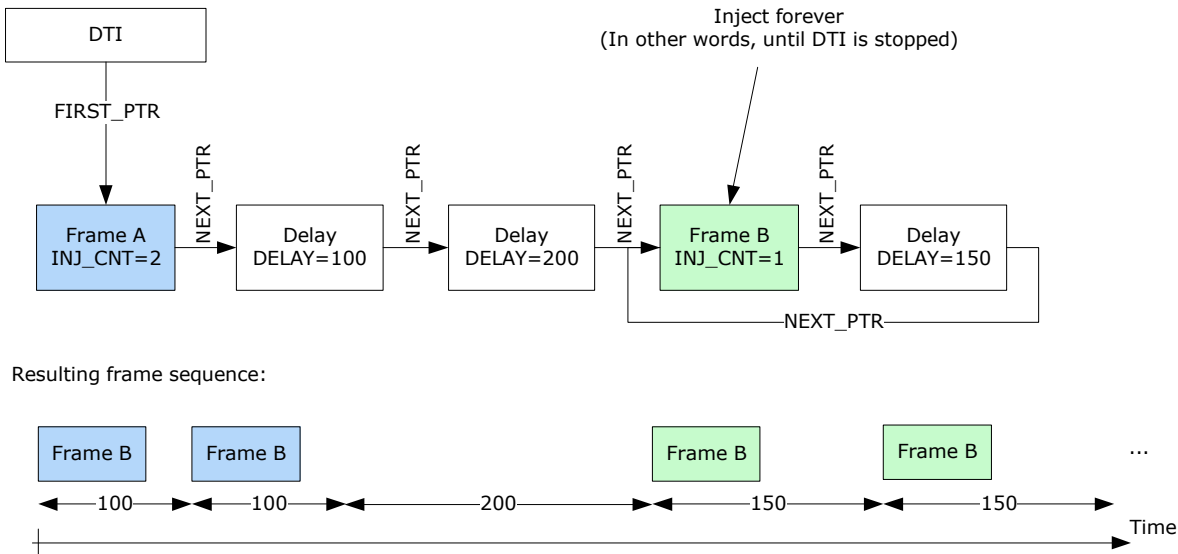 DTI
Inject forever
(In other words, until DTI is stopped)
FIRST_PTR
NEXT_PTR
NEXT_PTR
NEXT_PTR
NEXT_PTR
Frame A
INJ_CNT=2
Delay
DELAY=100
Delay
DELAY=200
Frame B
INJ_CNT=1
Delay
DELAY=150
NEXT_PTR
Resulting frame sequence:
Frame B
Frame B
Frame B
Frame B
...
100
100
200
150
150
Time